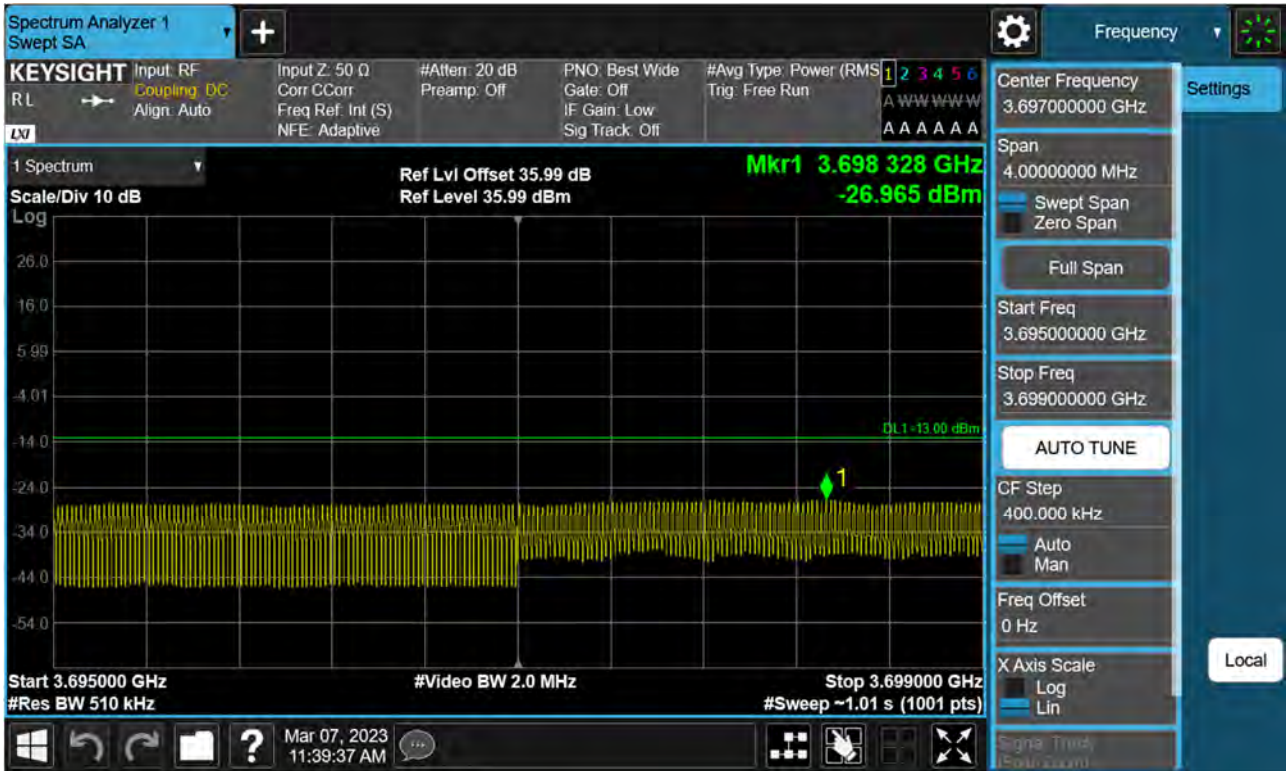 Spectrum Analyzer 1
Swept SA
Frequency
KEYSIGHT
RL
LXI
Input: RF
Coupling: DC
Align: Auto
Input Z: 50 Ω
Corr CCorr
Freq Ref: Int (S)
NFE: Adaptive
#Atten: 20 dB
Preamp: Off
PNO: Best Wide
Gate: Off
IF Gain: Low
Sig Track: Off
#Avg Type: Power (RMS
Trig: Free Run
1 2 3 4 5 6
A W W W W W
A A A A A A
1 Spectrum
Scale/Div 10 dB
Log
Ref Lvl Offset 35.99 dB
Ref Level 35.99 dBm
Mkr1 3.698 328 GHz
-26.965 dBm
26.0
16.0
5.99
-4.01
-14.0
-24.0
-34.0
-44.0
-54.0
DL1 -13.00 dBm
1
Start 3.695000 GHz
#Res BW 510 kHz
#Video BW 2.0 MHz
Stop 3.699000 GHz
#Sweep ~1.01 s (1001 pts)
Mar 07, 2023
11:39:37 AM
Center Frequency
3.697000000 GHz
Span
4.00000000 MHz
Swept Span
Zero Span
Full Span
Start Freq
3.695000000 GHz
Stop Freq
3.699000000 GHz
AUTO TUNE
CF Step
400.000 kHz
Auto
Man
Freq Offset
0 Hz
X Axis Scale
Log
Lin
Signal Track
Settings
Local